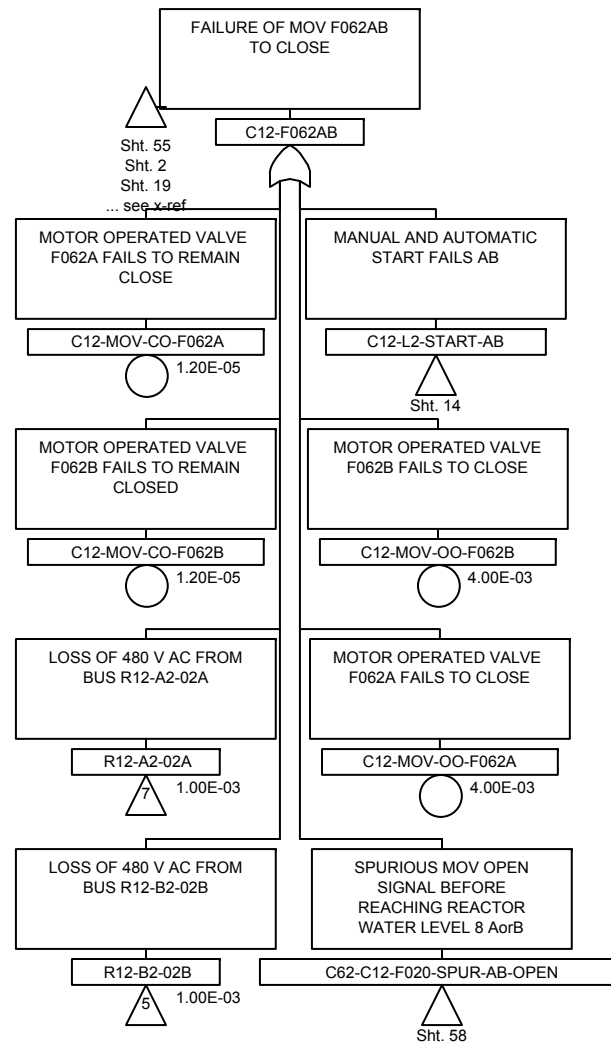 FAILURE OF MOV F062AB
TO CLOSE
C12-F062AB
Sht. 55
Sht. 2
Sht. 19
... see x-ref
MOTOR OPERATED VALVE
F062A FAILS TO REMAIN
CLOSE
C12-MOV-CO-F062A
1.20E-05
MANUAL AND AUTOMATIC
START FAILS AB
C12-L2-START-AB
Sht. 14
MOTOR OPERATED VALVE
F062B FAILS TO REMAIN
CLOSED
C12-MOV-CO-F062B
1.20E-05
MOTOR OPERATED VALVE
F062B FAILS TO CLOSE
C12-MOV-OO-F062B
4.00E-03
LOSS OF 480 V AC FROM
BUS R12-A2-02A
R12-A2-02A
7
1.00E-03
MOTOR OPERATED VALVE
F062A FAILS TO CLOSE
C12-MOV-OO-F062A
4.00E-03
LOSS OF 480 V AC FROM
BUS R12-B2-02B
R12-B2-02B
5
1.00E-03
SPURIOUS MOV OPEN
SIGNAL BEFORE
REACHING REACTOR
WATER LEVEL 8 AorB
C62-C12-F020-SPUR-AB-OPEN
Sht. 58